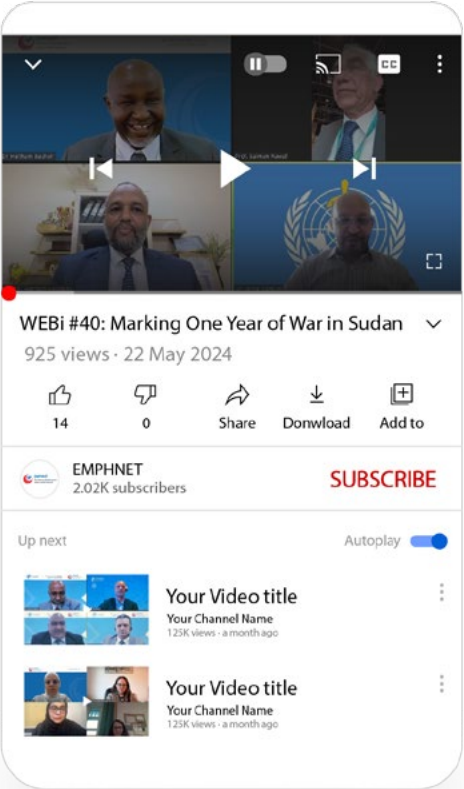 CC
WEBi #40: Marking One Year of War in Sudan
925 views · 22 May 2024
14
0
Share
Donwload
Add to
EMPHNET
2.02K subscribers
SUBSCRIBE
Up next
Autoplay
Your Video title
Your Channel Name
125K views - a month ago
Your Video title
Your Channel Name
125K views - a month ago